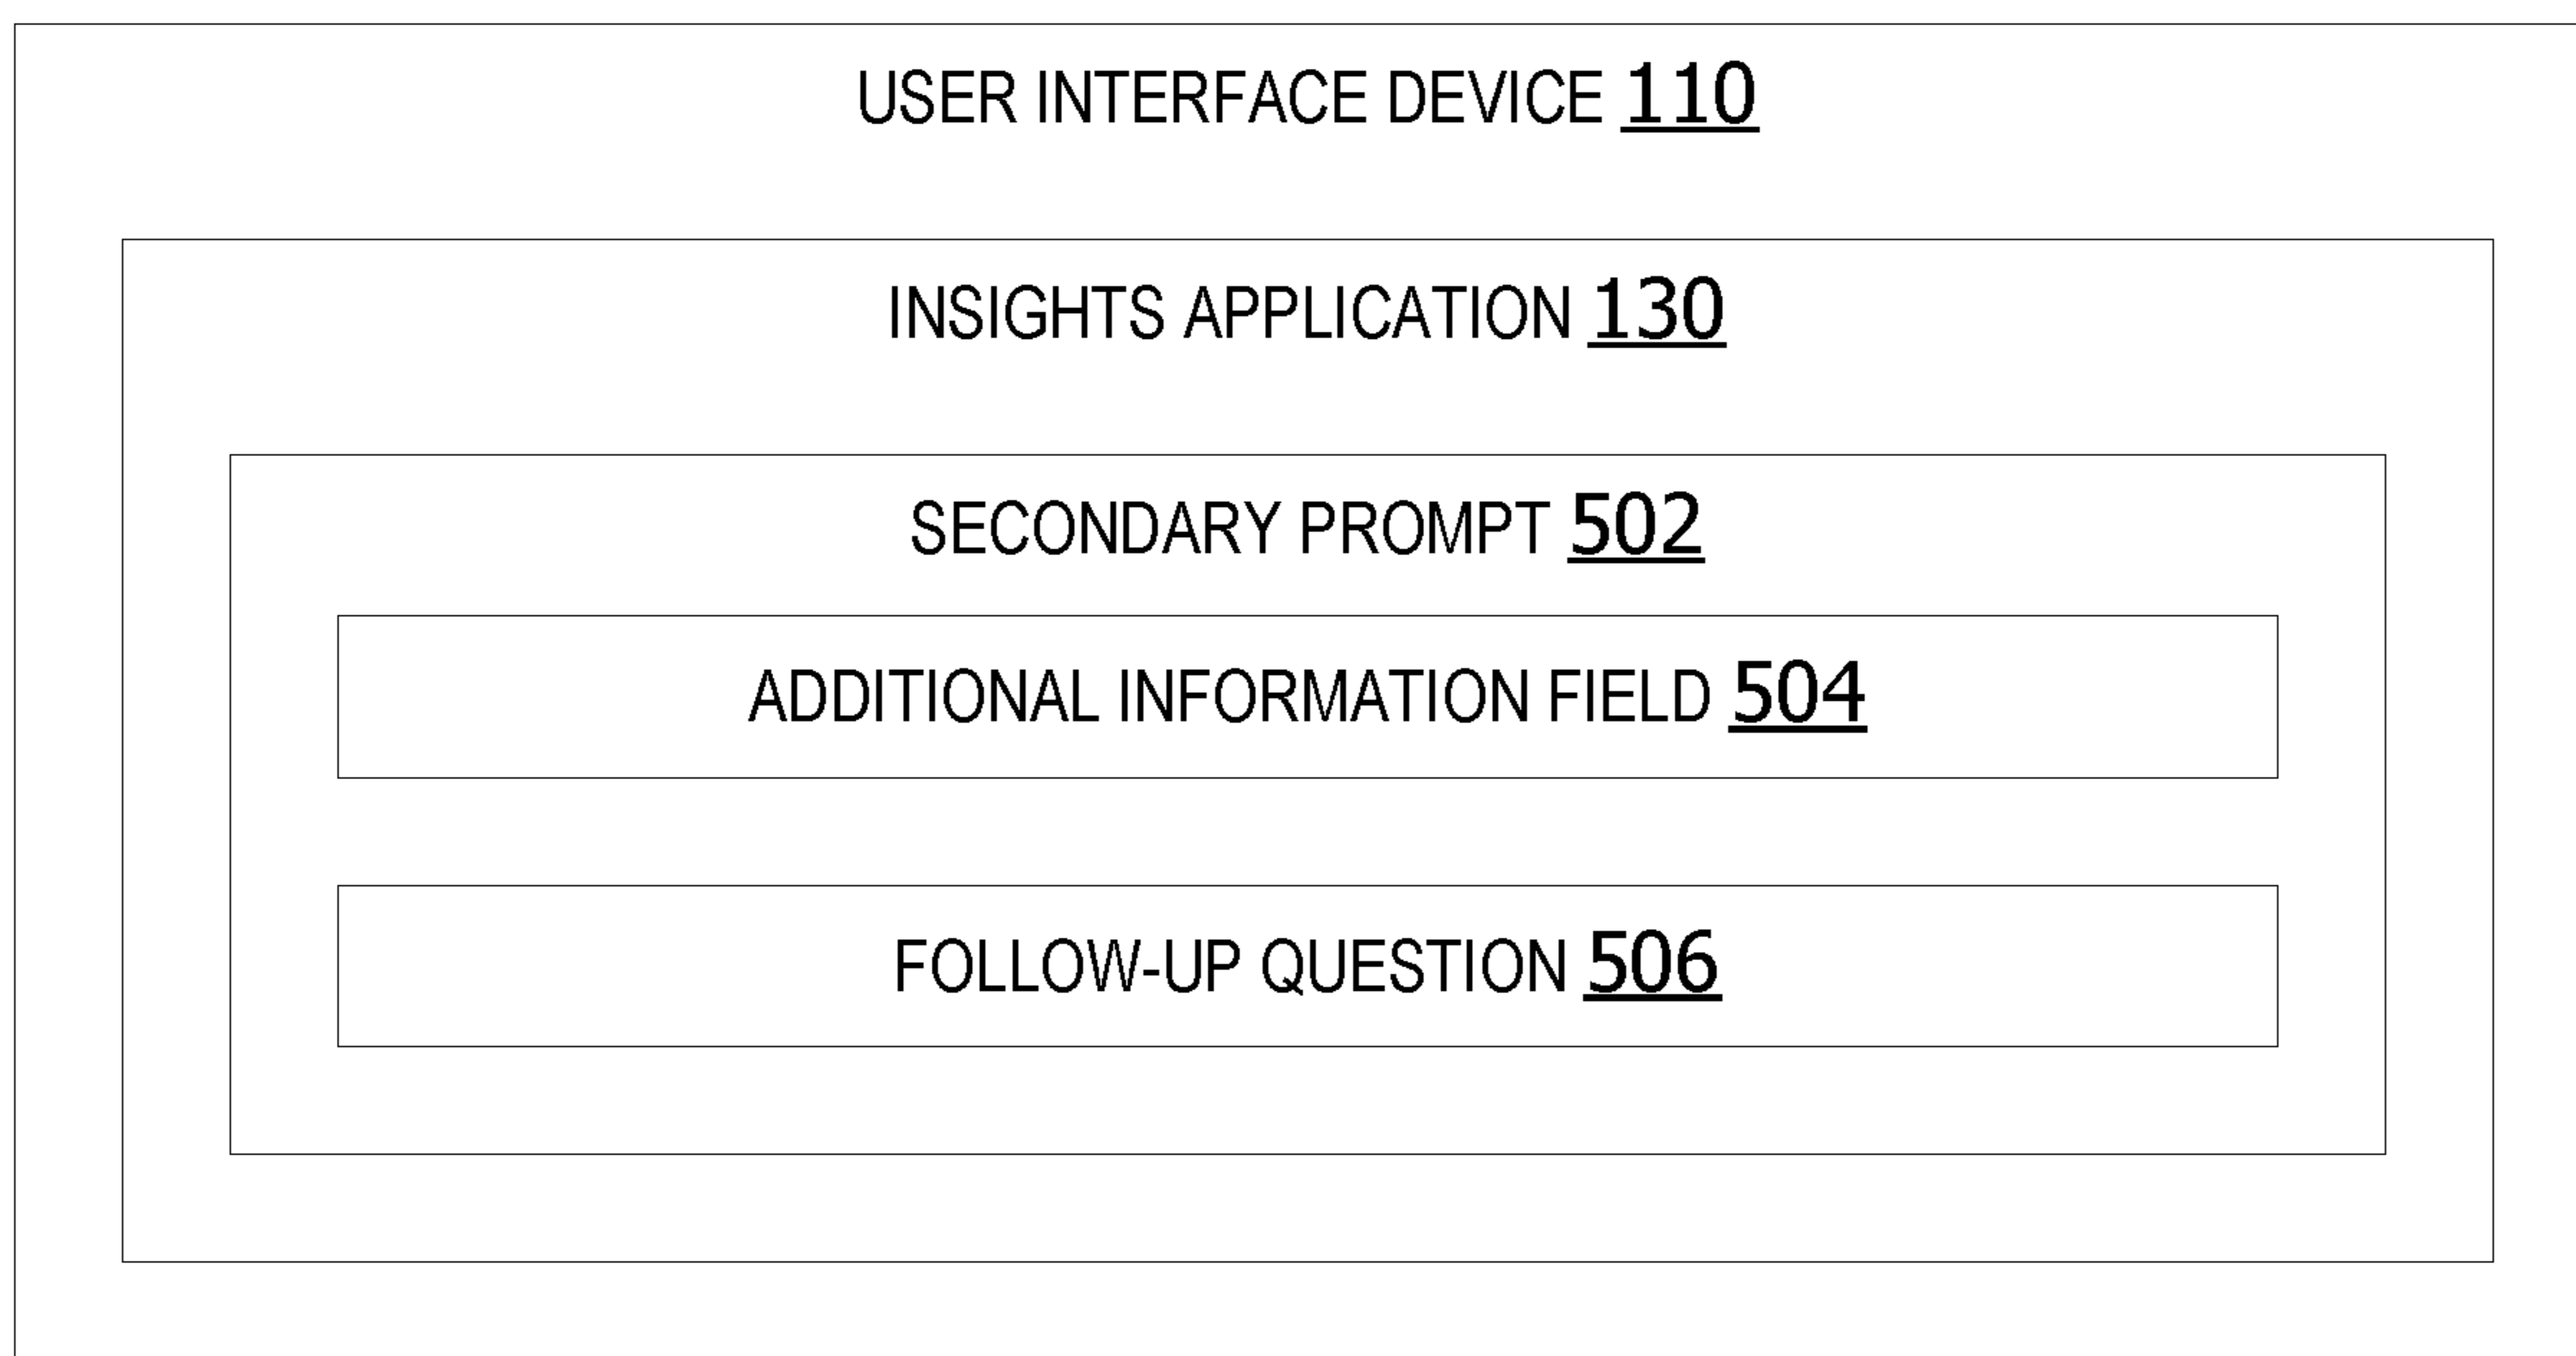 USER INTERFACE DEVICE 110
INSIGHTS APPLICATION 130
SECONDARY PROMPT 502
ADDITIONAL INFORMATION FIELD 504
FOLLOW-UP QUESTION 506